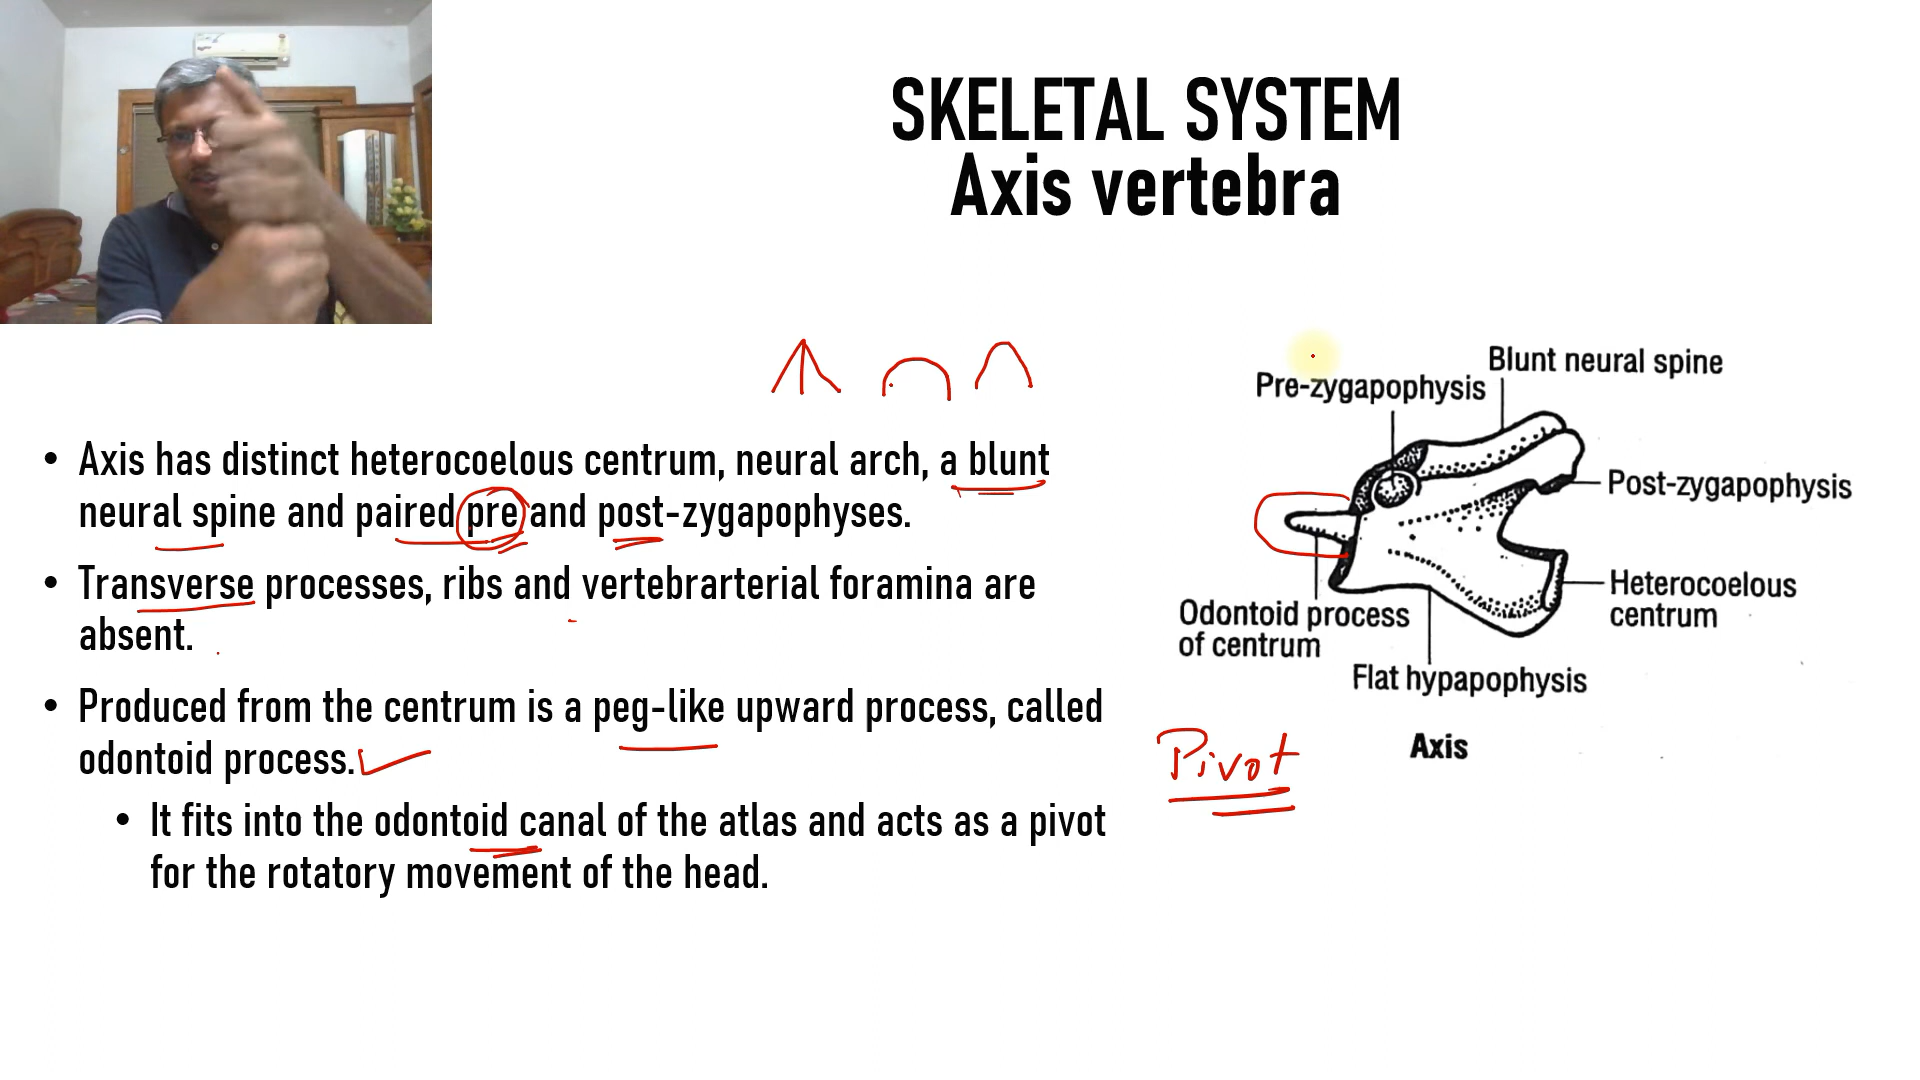 SKELETAL SYSTEM
Axis vertebra
• Axis has distinct heterocoelous centrum, neural arch, a blunt
neural spine and paired pre and post-zygapophyses.
• Transverse processes, ribs and vertebrarterial foramina are
absent.
• Produced from the centrum is a peg-like upward process, called
odontoid process.
• It fits into the odontoid canal of the atlas and acts as a pivot
for the rotatory movement of the head.
Blunt neural spine
Pre-zygapophysis
Post-zygapophysis
Heterocoelous
centrum
Odontoid process
of centrum
Flat hypapophysis
Axis
Pivot